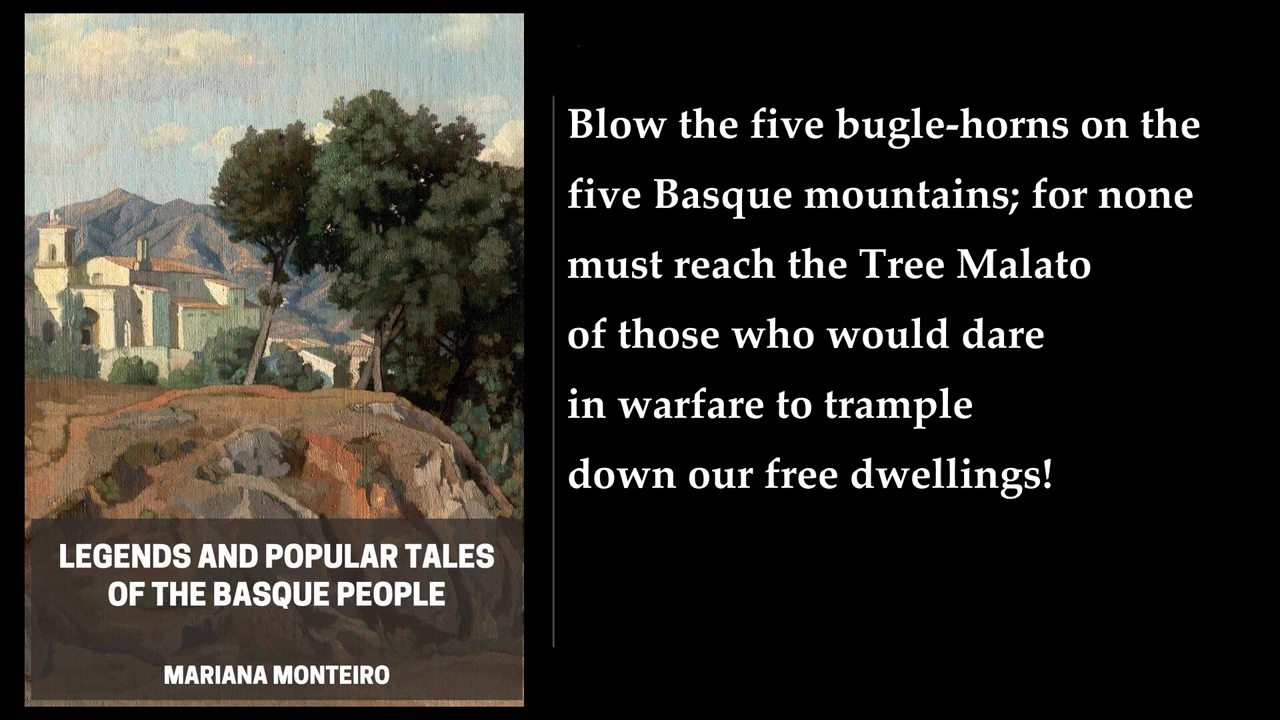 Blow the five bugle-horns on the
five Basque mountains; for none
must reach the Tree Malato
of those who would dare
in warfare to trample
down our free dwellings!
LEGENDS AND POPULAR TALES
OF THE BASQUE PEOPLE
MARIANA MONTEIRO